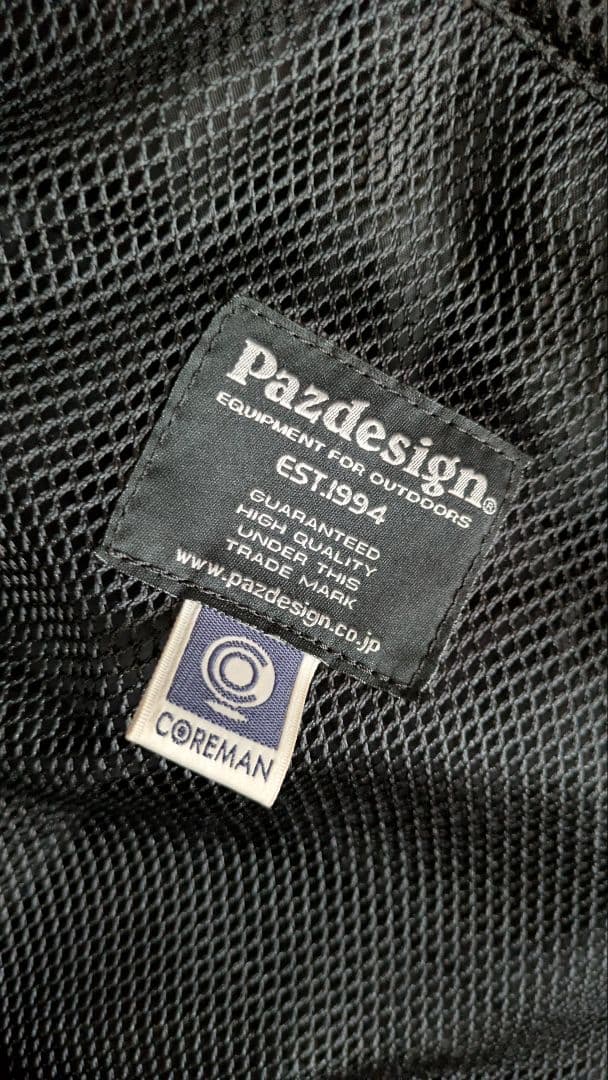 Pazdesign®
EQUIPMENT FOR OUTDOORS
EST.1994
GUARANTEED
HIGH QUALITY
UNDER THIS
TRADE MARK
www.pazdesign.co.jp
COREMAN